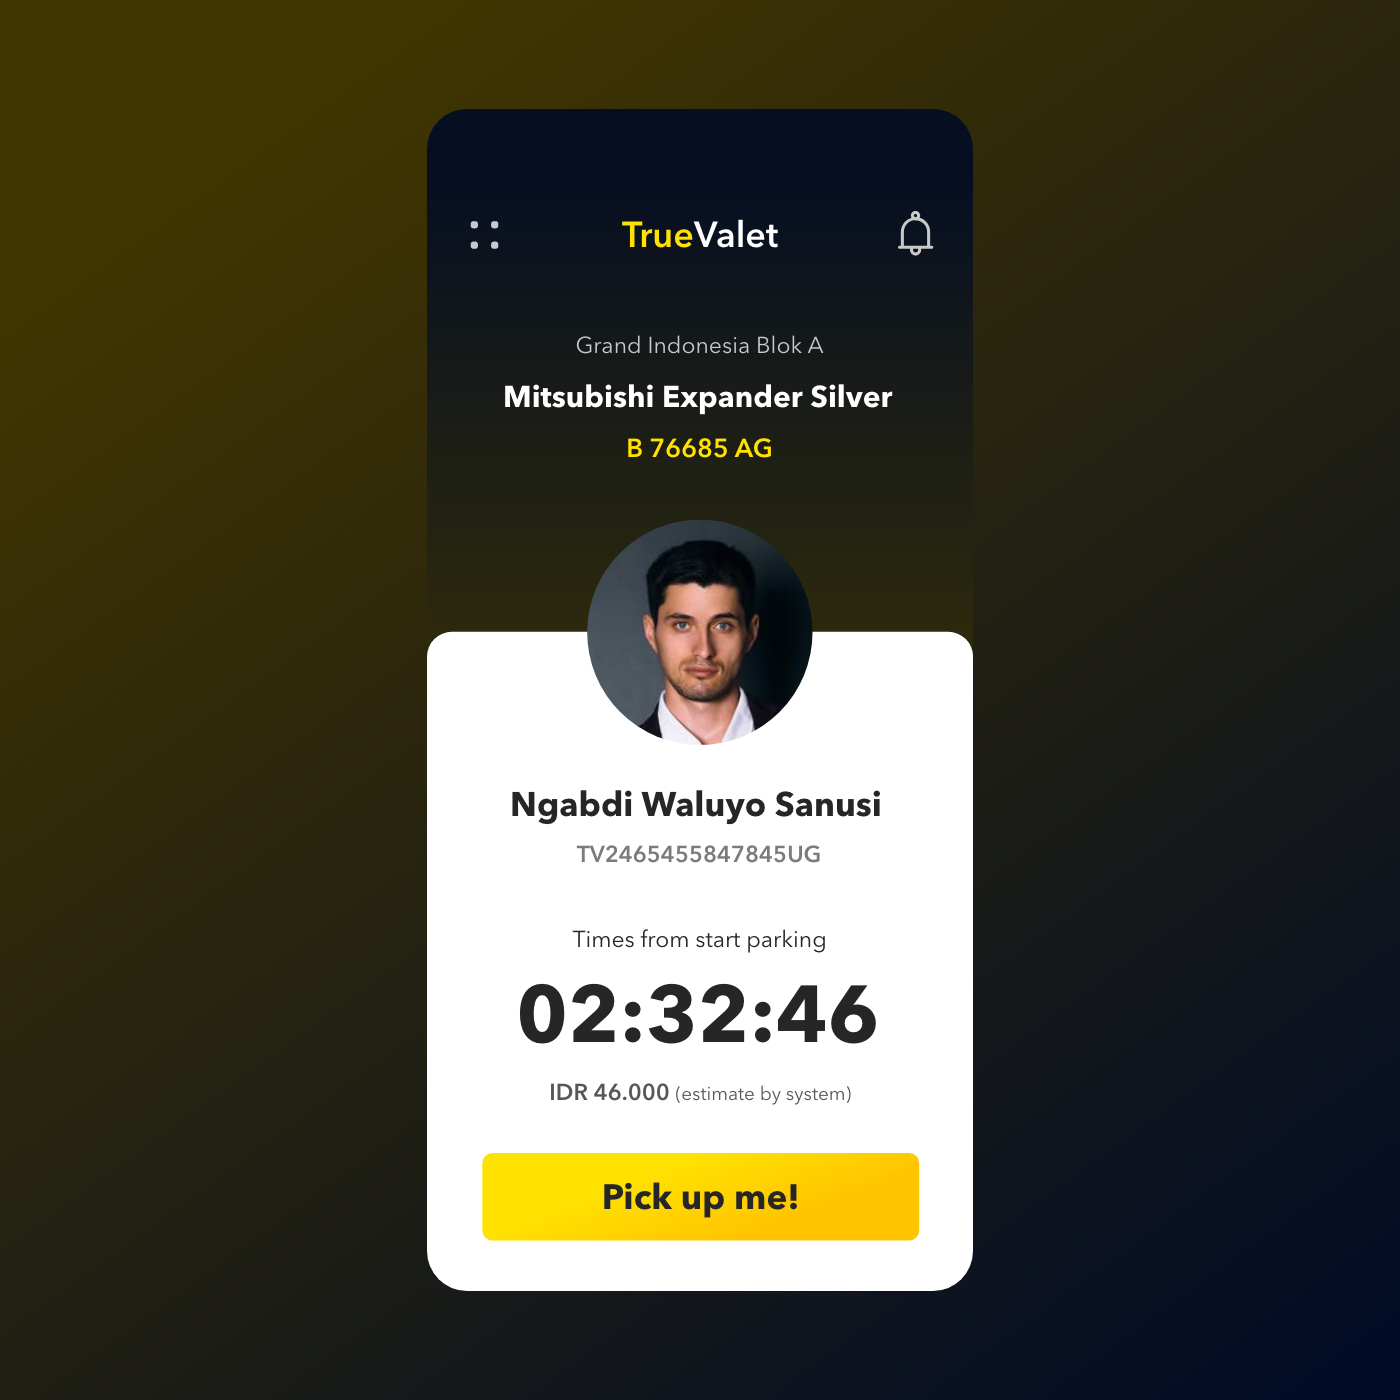 TrueValet
Grand Indonesia Blok A
Mitsubishi Expander Silver
B 76685 AG
Ngabdi Waluyo Sanusi
TV2465455847845UG
Times from start parking
02:32:46
IDR 46.000 (estimate by system)
Pick up me!